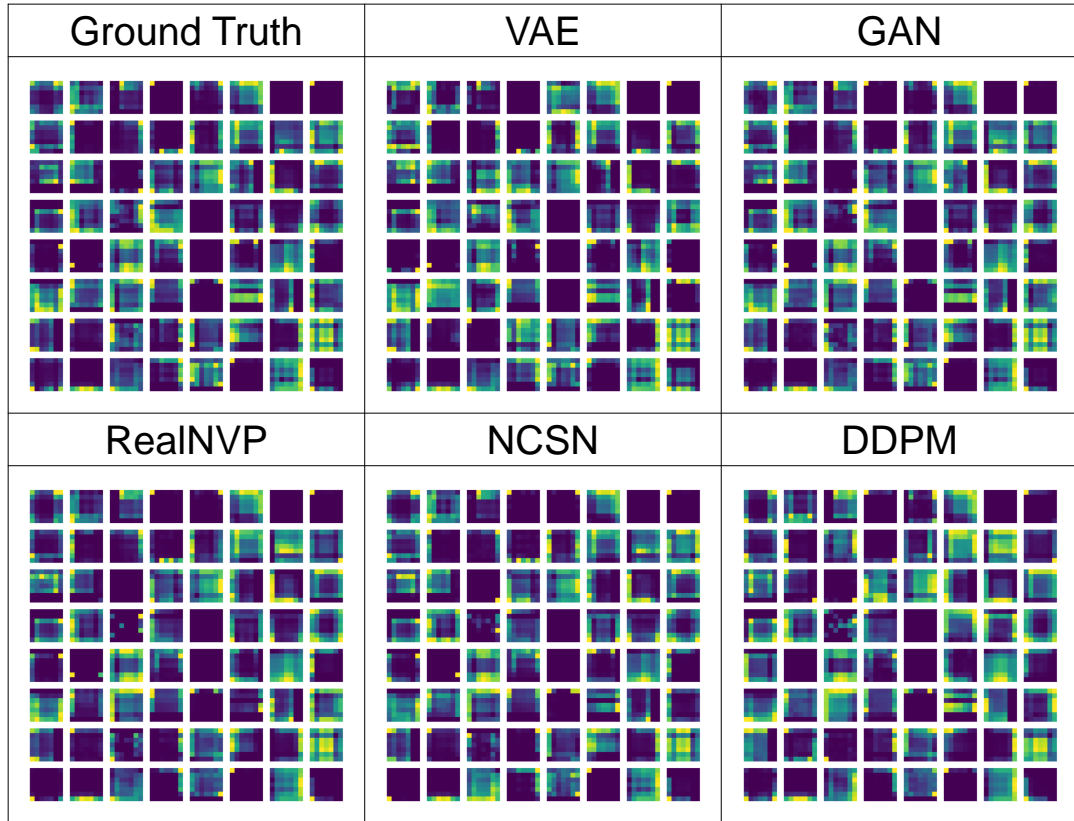 Ground Truth
VAE
GAN
RealNVP
NCSN
DDPM